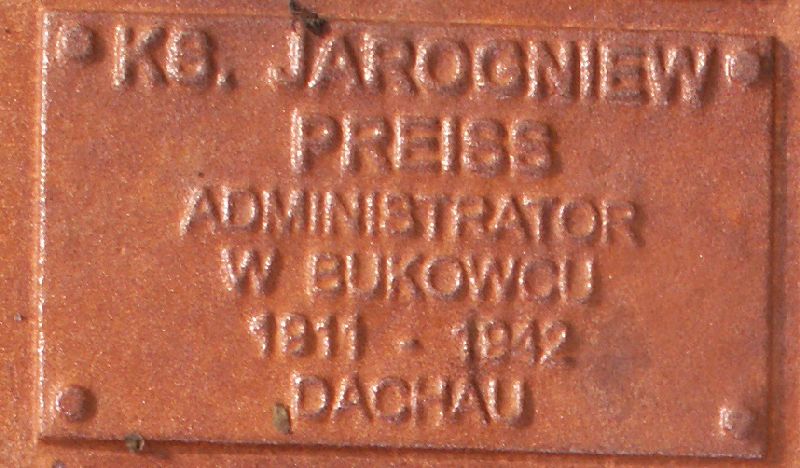 KS. JAROGNIEW
PREISS
ADMINISTRATOR
W BUKOWCU
1911 - 1942
DACHAU